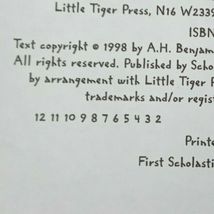 Little Tiger Press, N16 W2339
ISBN
Text copyright © 1998 by A.H. Benjam
All rights reserved. Published by Scho
by arrangement with Little Tiger P
trademarks and/or regist
12 11 10 9 8 7 6 5 4 3 2
Printe
First Scholasti